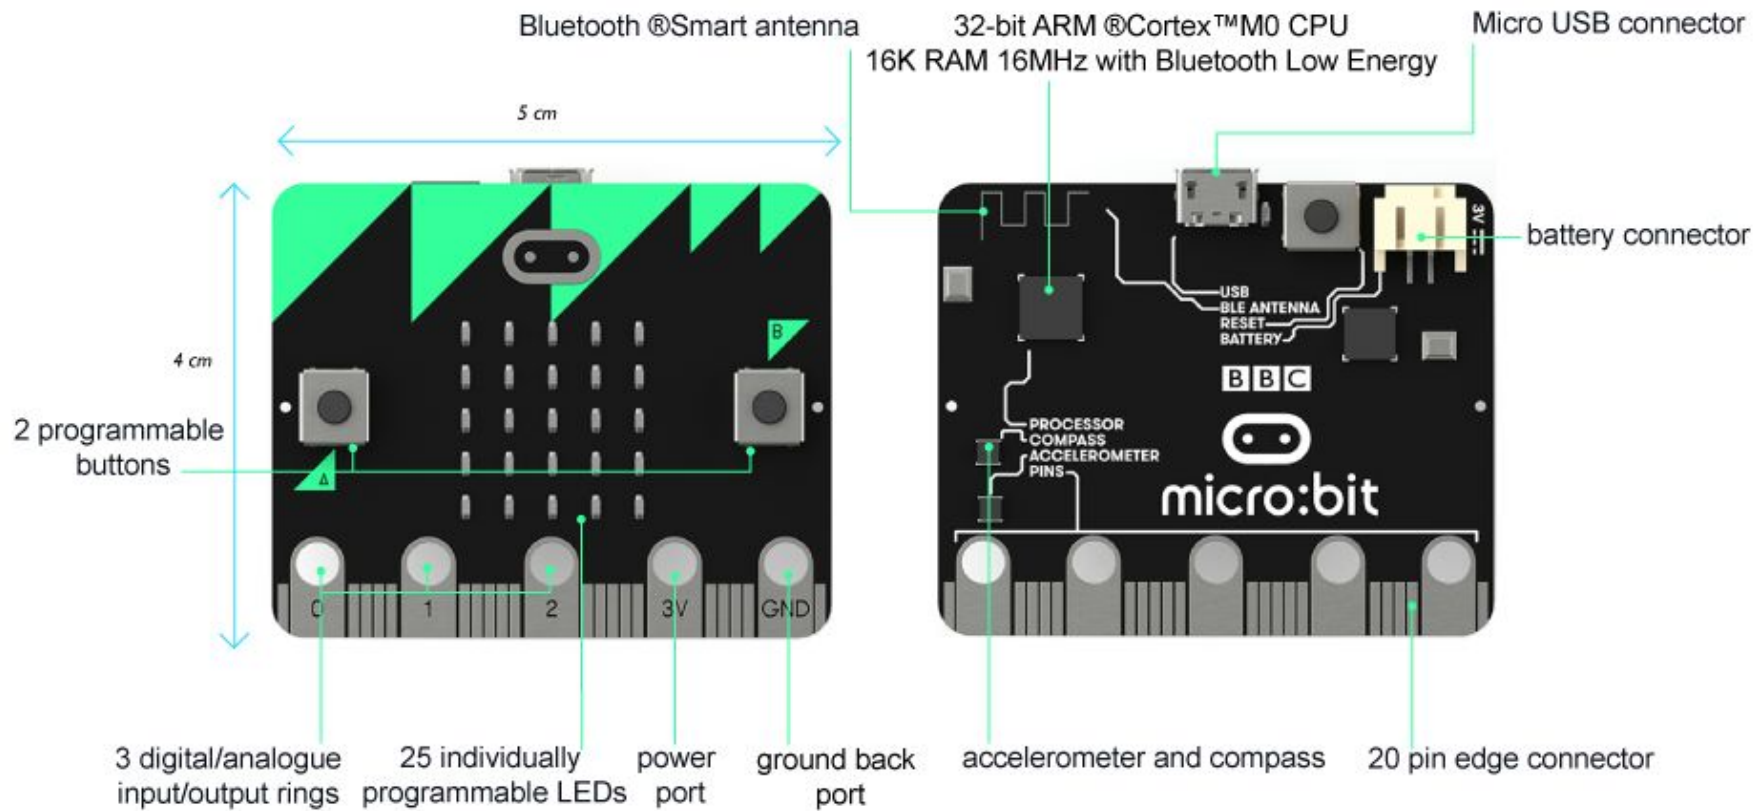 Bluetooth ®Smart antenna
32-bit ARM ®Cortex™M0 CPU
16K RAM 16MHz with Bluetooth Low Energy
Micro USB connector
5 cm
4 cm
battery connector
3V
USB
BLE ANTENNA
RESET
BATTERY
B
BBC
2 programmable
buttons
A
PROCESSOR
COMPASS
ACCELEROMETER
PINS
micro:bit
0
1
2
3V
GND
3 digital/analogue
input/output rings
25 individually
programmable LEDs
power
port
ground back
port
accelerometer and compass
20 pin edge connector